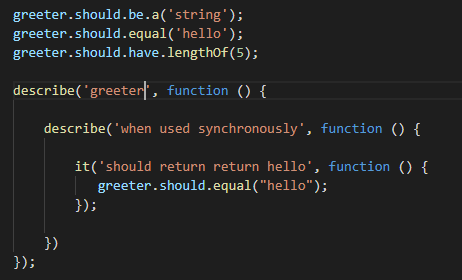 greeter.should.be.a('string');
greeter.should.equal('hello');
greeter.should.have.lengthOf(5);
describe('greeter', function () {
describe('when used synchronously', function () {
it('should return return hello', function () {
greeter.should.equal("hello");
});
})
});